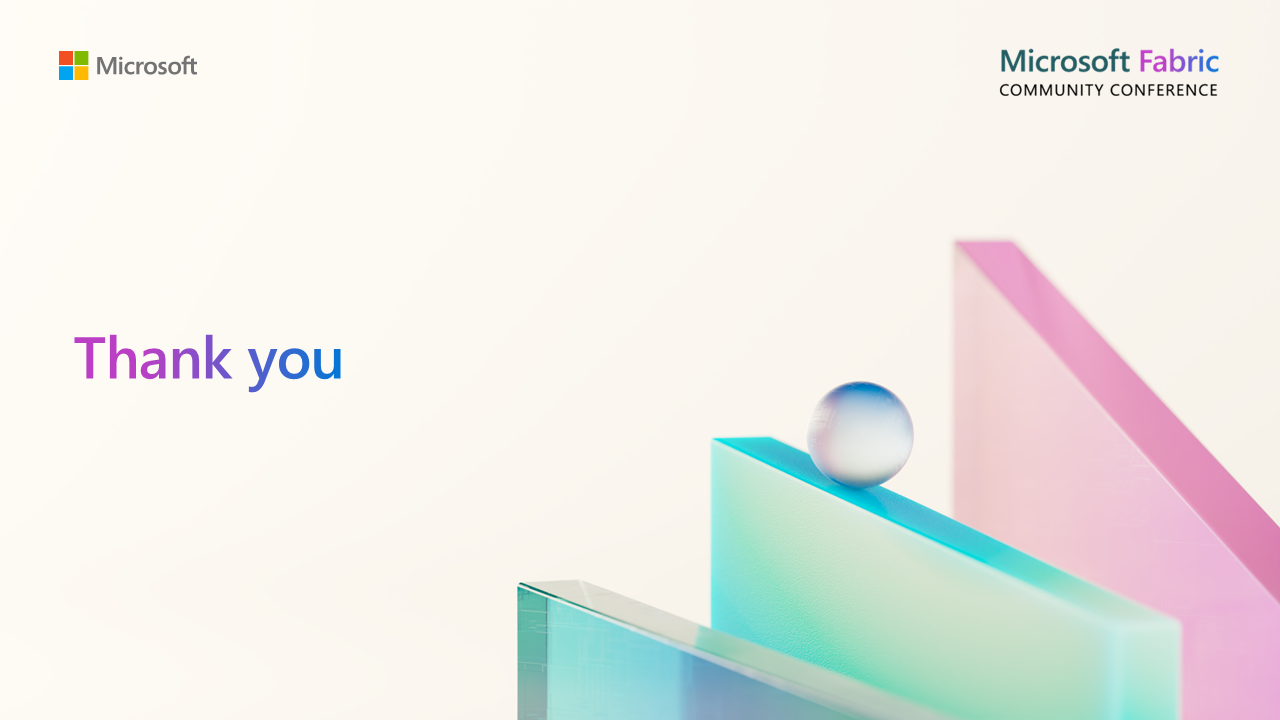 Microsoft
Microsoft Fabric
COMMUNITY CONFERENCE
Thank you